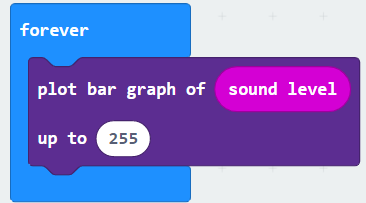 forever
plot bar graph of sound level
up to 255